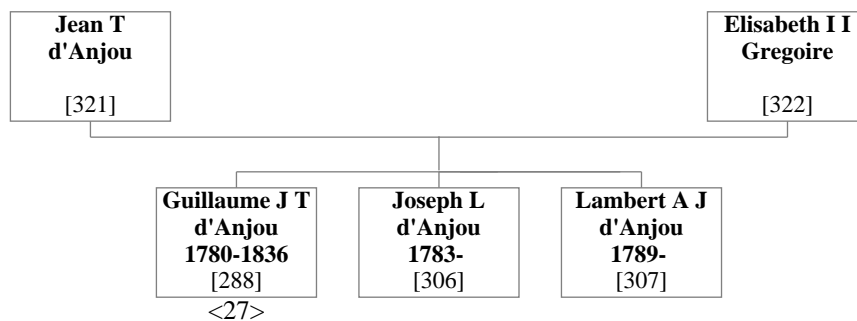 Jean T
d'Anjou
[321]
Elisabeth I I
Gregoire
[322]
Guillaume J T
d'Anjou
1780-1836
[288]
<27>
Joseph L
d'Anjou
1783-
[306]
Lambert A J
d'Anjou
1789-
[307]